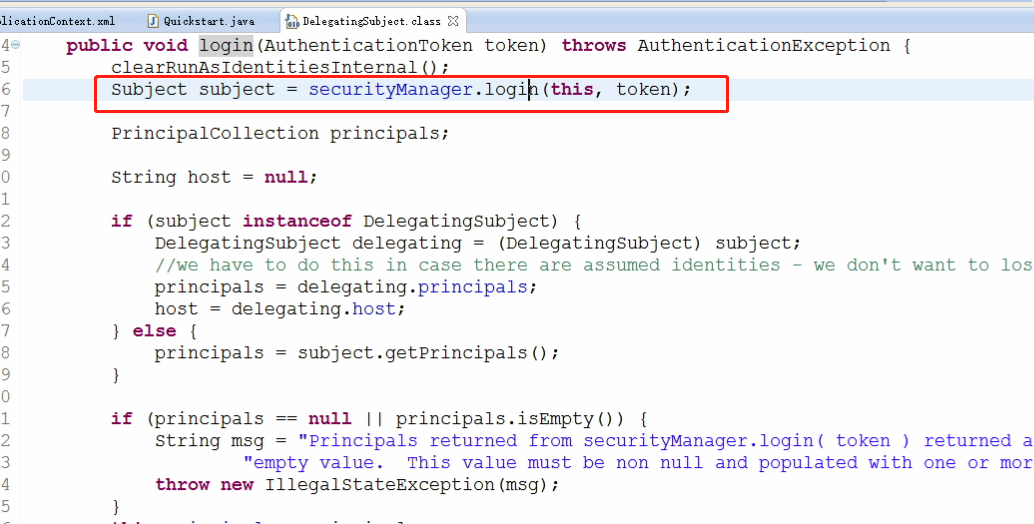 plicationContext.xml Quickstart.java DelegatingSubject.class
4 public void login(AuthenticationToken token) throws AuthenticationException {
5 clearRunAsIdentitiesInternal();
6 Subject subject = securityManager.login(this, token);
7
8 PrincipalCollection principals;
9
0 String host = null;
1
2 if (subject instanceof DelegatingSubject) {
3 DelegatingSubject delegating = (DelegatingSubject) subject;
4 //we have to do this in case there are assumed identities - we don't want to los
5 principals = delegating.principals;
6 host = delegating.host;
7 } else {
8 principals = subject.getPrincipals();
9 }
0
1 if (principals == null || principals.isEmpty()) {
2 String msg = "Principals returned from securityManager.login( token ) returned a
3 "empty value.  This value must be non null and populated with one or mor
4 throw new IllegalStateException(msg);
5 }